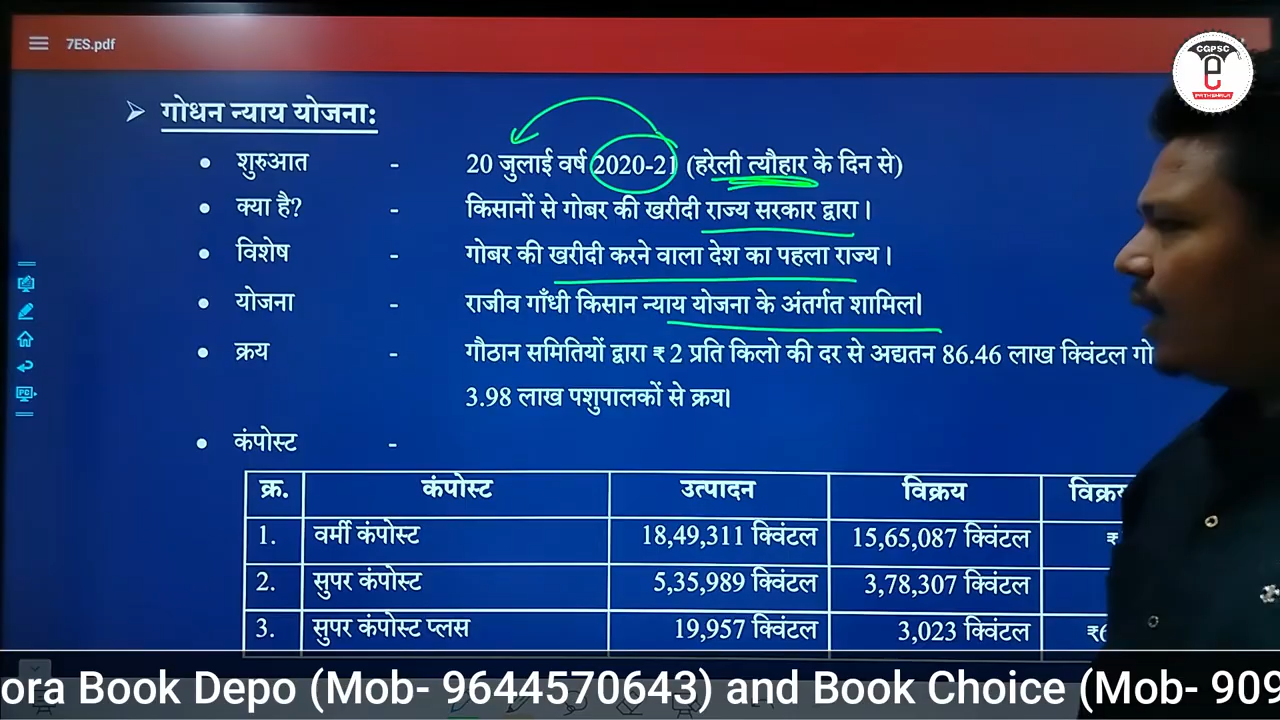 7ES.pdf
CGPSC
गोधन न्याय योजना:
• शुरुआत - 20 जुलाई वर्ष 2020-21 (हरेली त्यौहार के दिन से)
• क्या है? - किसानों से गोबर की खरीदी राज्य सरकार द्वारा।
• विशेष - गोबर की खरीदी करने वाला देश का पहला राज्य।
• योजना - राजीव गाँधी किसान न्याय योजना के अंतर्गत शामिल।
• क्रय - गौठान समितियों द्वारा ₹ 2 प्रति किलो की दर से अद्यतन 86.46 लाख क्विंटल गो
3.98 लाख पशुपालकों से क्रय।
• कंपोस्ट -
क्र. कंपोस्ट उत्पादन विक्रय विक्रय
1. वर्मी कंपोस्ट 18,49,311 क्विंटल 15,65,087 क्विंटल ₹
2. सुपर कंपोस्ट 5,35,989 क्विंटल 3,78,307 क्विंटल
3. सुपर कंपोस्ट प्लस 19,957 क्विंटल 3,023 क्विंटल ₹6
ora Book Depo (Mob- 9644570643) and Book Choice (Mob- 909